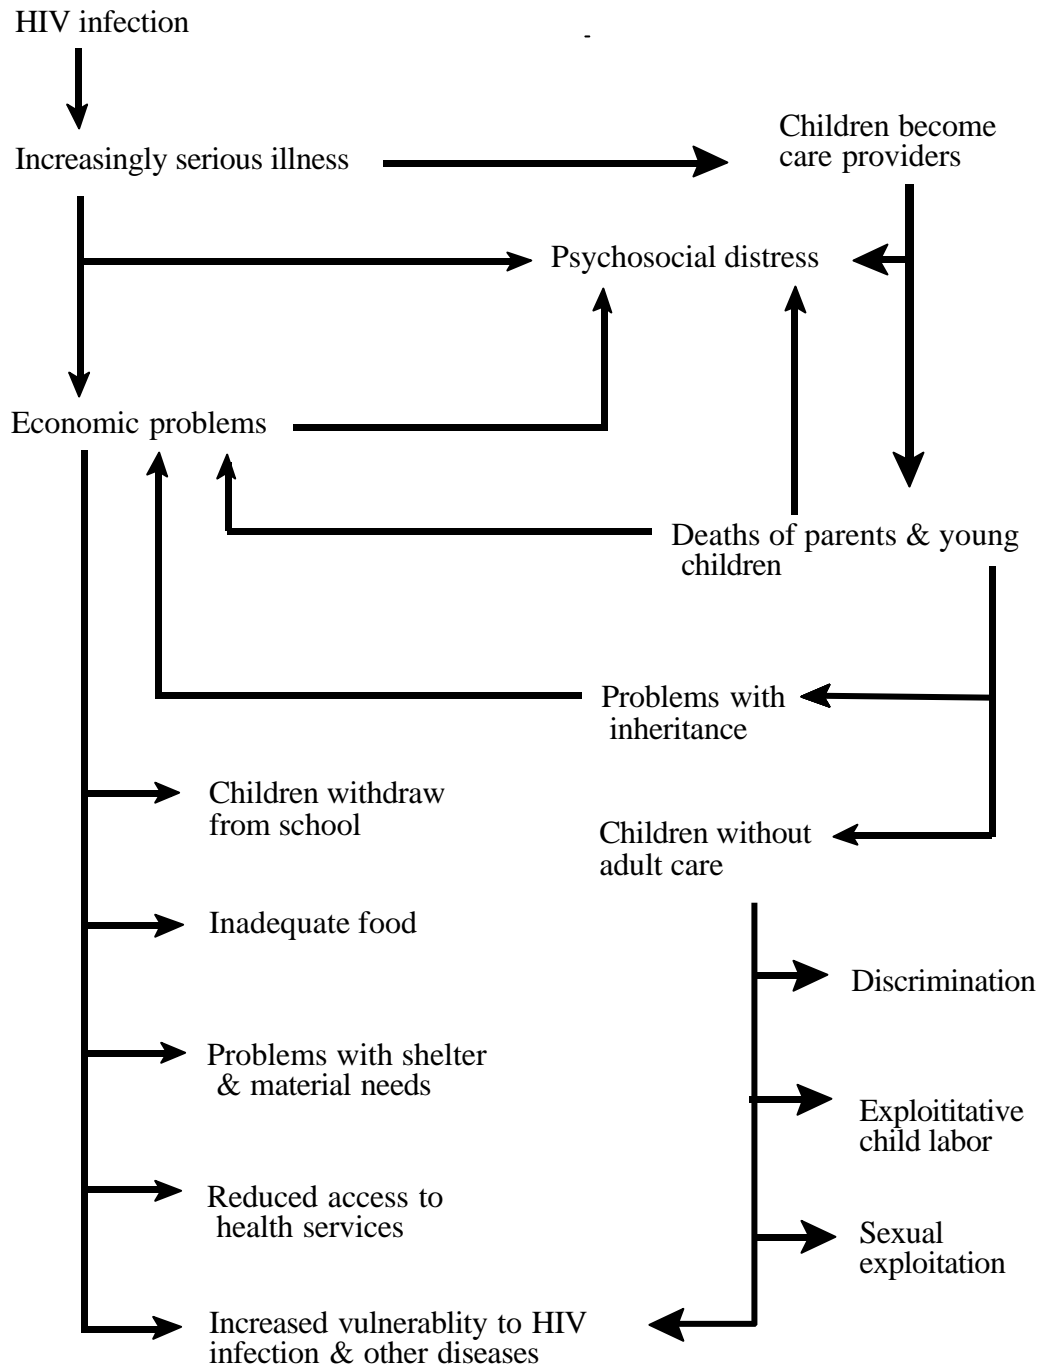 HIV infection
-
Children become
care providers
Increasingly serious illness
Psychosocial distress
Economic problems
Deaths of parents & young
children
Problems with
inheritance
Children withdraw
from school
Children without
adult care
Inadequate food
Discrimination
Problems with shelter
& material needs
Exploititative
child labor
Reduced access to
health services
Sexual
exploitation
Increased vulnerablity to HIV
infection & other diseases